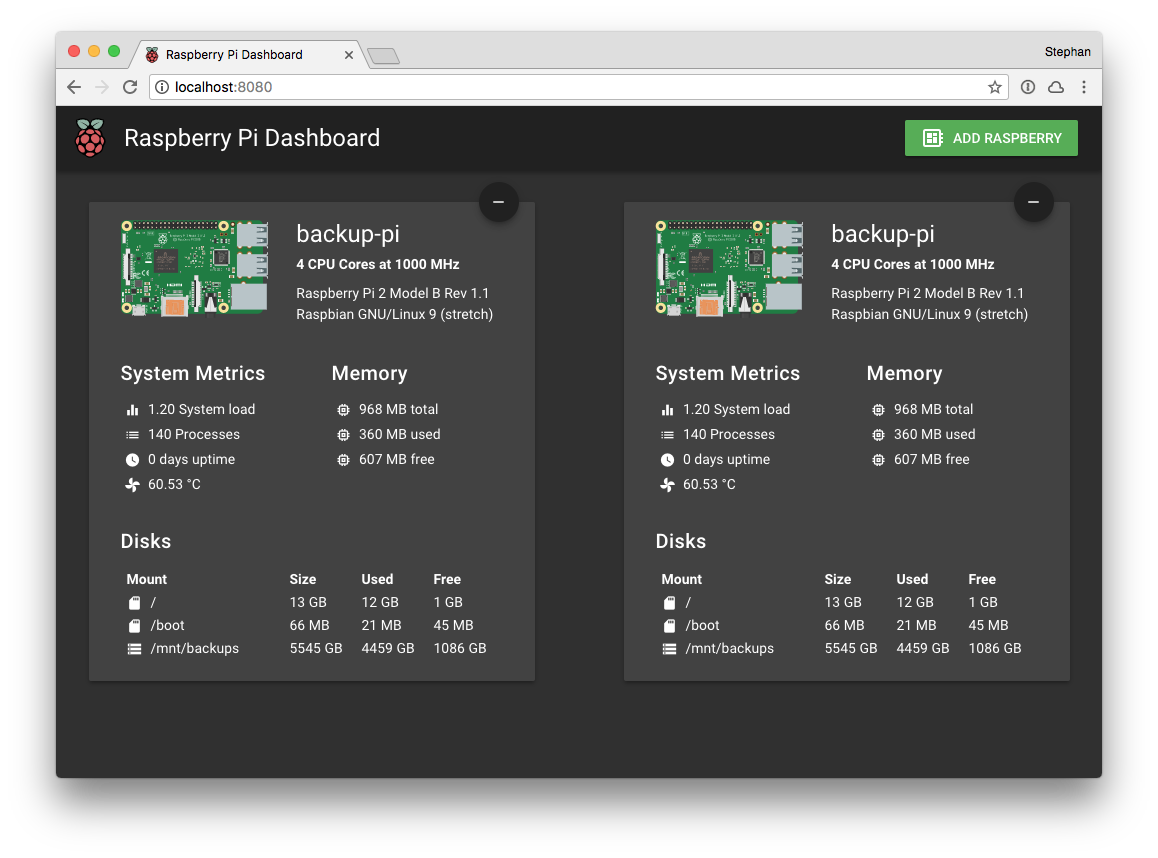 Raspberry Pi Dashboard
Stephan
localhost:8080
Raspberry Pi Dashboard
ADD RASPBERRY
backup-pi
4 CPU Cores at 1000 MHz
Raspberry Pi 2 Model B Rev 1.1
Raspbian GNU/Linux 9 (stretch)
System Metrics
1.20 System load
140 Processes
0 days uptime
60.53 °C
Memory
968 MB total
360 MB used
607 MB free
Disks
Mount Size Used Free
/ 13 GB 12 GB 1 GB
/boot 66 MB 21 MB 45 MB
/mnt/backups 5545 GB 4459 GB 1086 GB
backup-pi
4 CPU Cores at 1000 MHz
Raspberry Pi 2 Model B Rev 1.1
Raspbian GNU/Linux 9 (stretch)
System Metrics
1.20 System load
140 Processes
0 days uptime
60.53 °C
Memory
968 MB total
360 MB used
607 MB free
Disks
Mount Size Used Free
/ 13 GB 12 GB 1 GB
/boot 66 MB 21 MB 45 MB
/mnt/backups 5545 GB 4459 GB 1086 GB